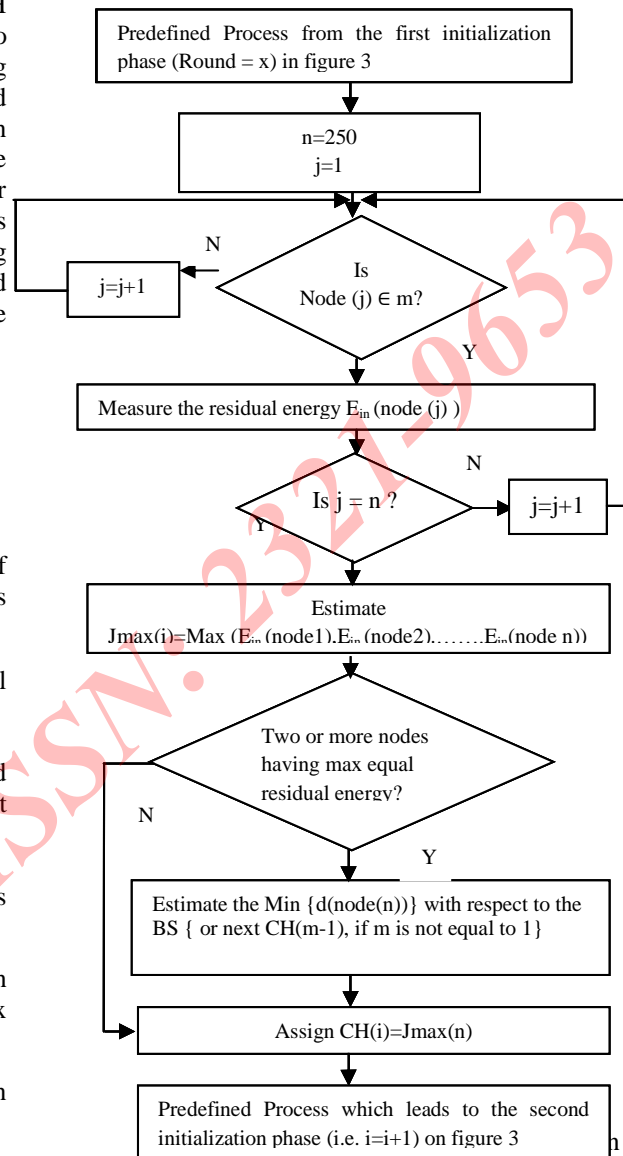 Predefined Process from the first initialization
phase (Round = x) in figure 3
n=250
j=1
N
Is
Node (j) ∈ m?
j=j+1
Y
Measure the residual energy E_in (node (j) )
N
Is j = n ?
j=j+1
Y
Estimate
Jmax(i)=Max (E_in (node1),E_in (node2),……E_in(node n))
Two or more nodes
having max equal
residual energy?
N
Y
Estimate the Min {d(node(n))} with respect to the
BS { or next CH(m-1), if m is not equal to 1}
Assign CH(i)=Jmax(n)
Predefined Process which leads to the second
initialization phase (i.e. i=i+1) on figure 3
ISSN: 2321-9653